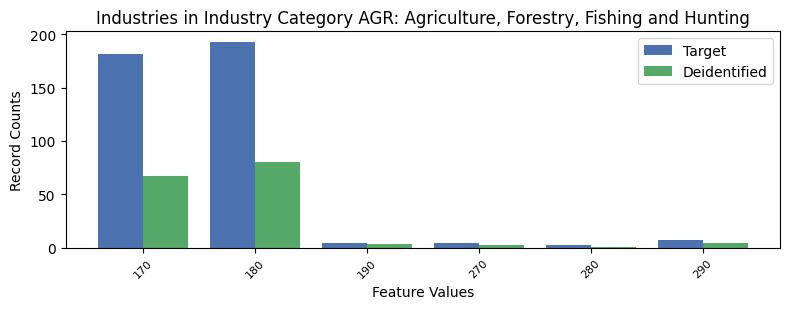 Industries in Industry Category AGR: Agriculture, Forestry, Fishing and Hunting
Target
Deidentified
Record Counts
200
150
100
50
0
170
180
190
270
280
290
Feature Values